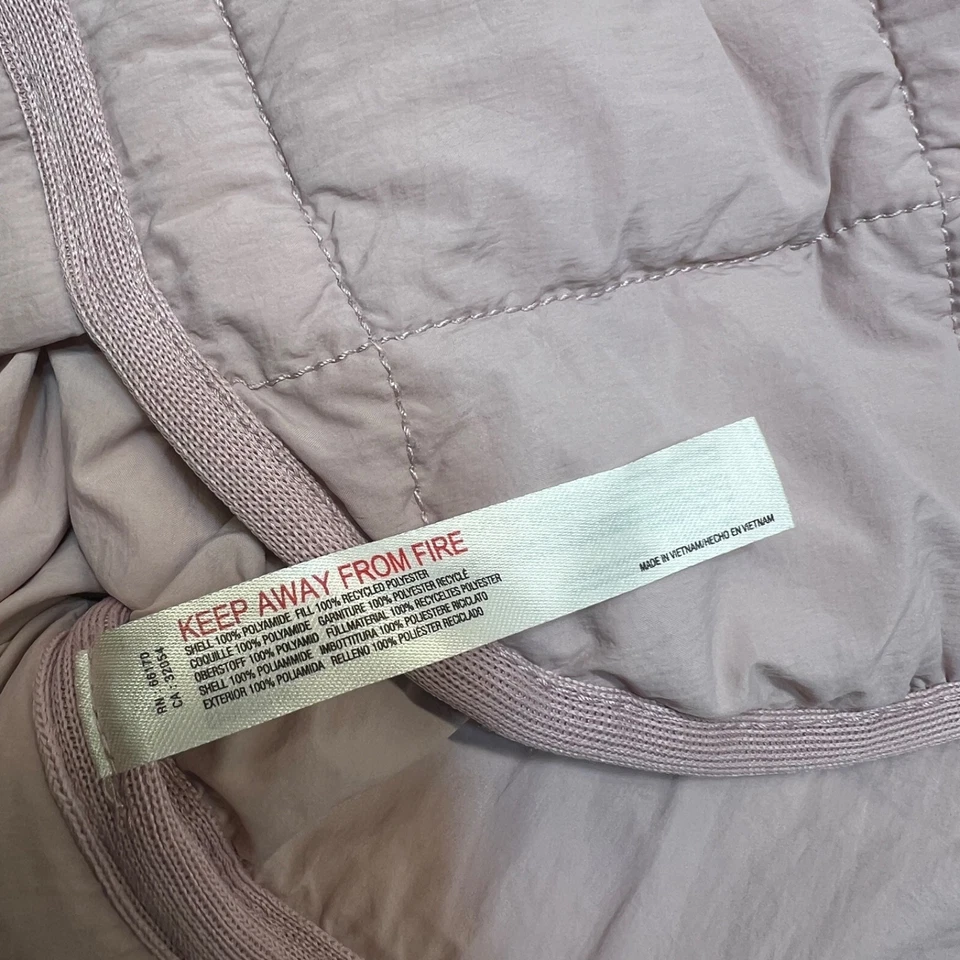 KEEP AWAY FROM FIRE
SHELL 100% POLYAMIDE FILL 100% RECYCLED POLYESTER
COQUILLE 100% POLYAMIDE GARNITURE 100% POLYESTER RECYCLÉ
OBERSTOFF 100% POLYAMID FÜLLMATERIAL 100% RECYCELTES POLYESTER
SHELL 100% POLIAMMIDE IMBOTTITURA 100% POLIESTERE RICICLATO
EXTERIOR 100% POLIAMIDA RELLENO 100% POLIÉSTER RECICLADO
RN: 66170
CA 32054
MADE IN VIETNAM/HECHO EN VIETNAM